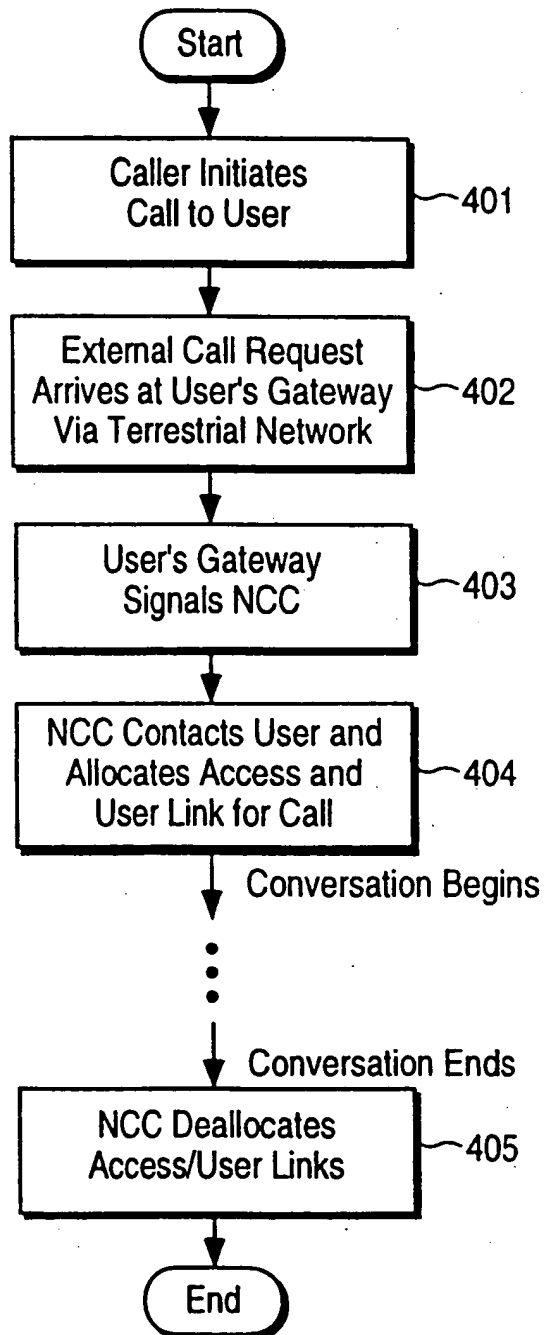 Start
Caller Initiates
Call to User
401
External Call Request
Arrives at User's Gateway
Via Terrestrial Network
402
User's Gateway
Signals NCC
403
NCC Contacts User and
Allocates Access and
User Link for Call
404
Conversation Begins
Conversation Ends
NCC Deallocates
Access/User Links
405
End